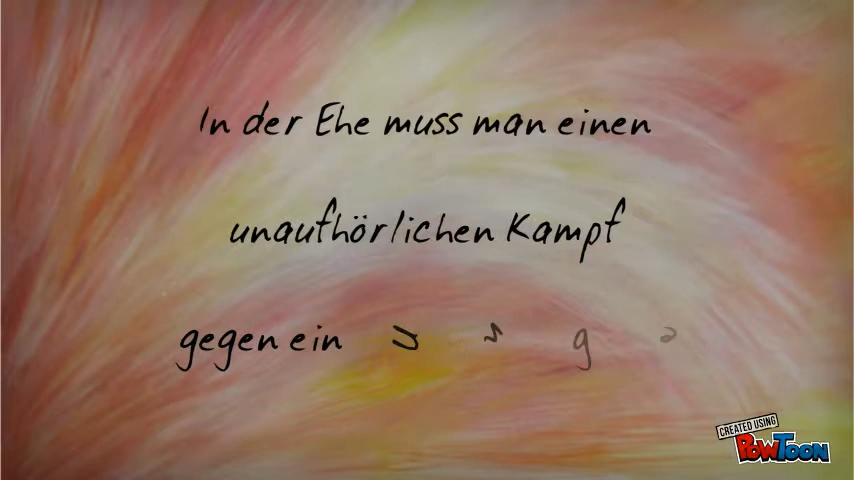 In der Ehe muss man einen
unaufhörlichen Kampf
gegen ein
CREATED USING
POWTOON